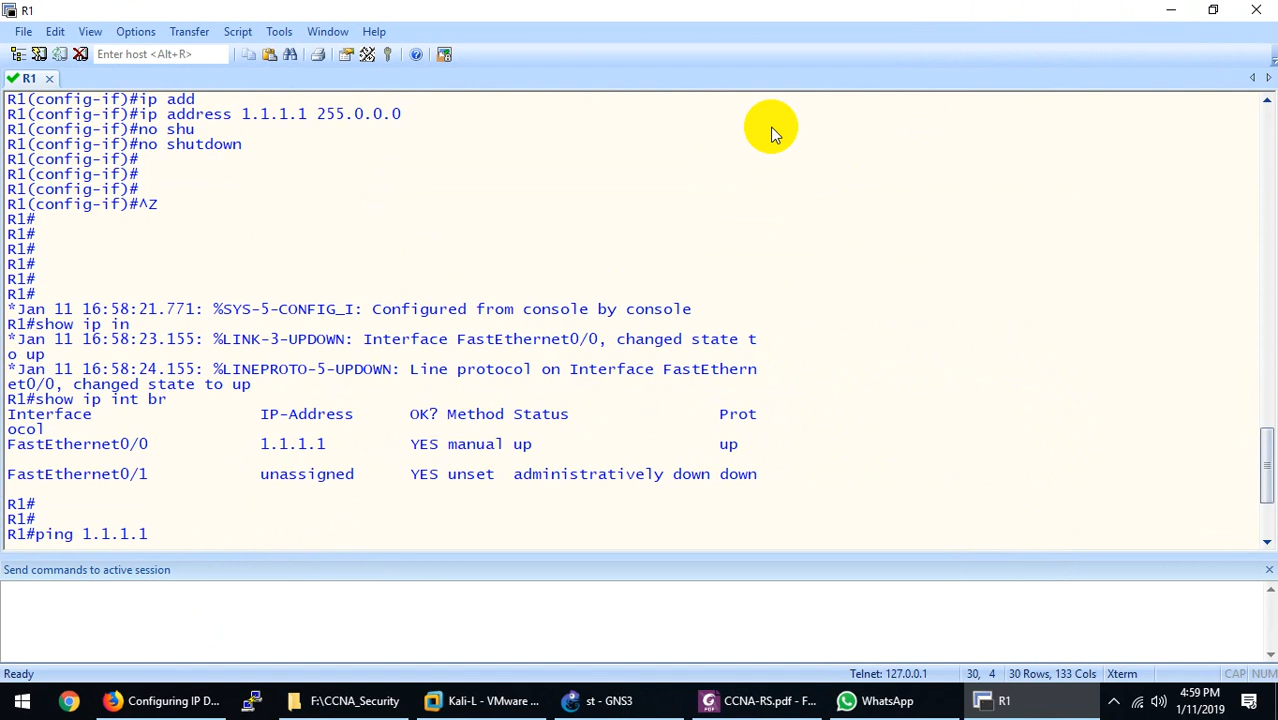 R1
File Edit View Options Transfer Script Tools Window Help
Enter host <Alt+R>
R1
R1(config-if)#ip add
R1(config-if)#ip address 1.1.1.1 255.0.0.0
R1(config-if)#no shu
R1(config-if)#no shutdown
R1(config-if)#
R1(config-if)#
R1(config-if)#
R1(config-if)#^Z
R1#
R1#
R1#
R1#
R1#
R1#
*Jan 11 16:58:21.771: %SYS-5-CONFIG_I: Configured from console by console
R1#show ip in
*Jan 11 16:58:23.155: %LINK-3-UPDOWN: Interface FastEthernet0/0, changed state t
o up
*Jan 11 16:58:24.155: %LINEPROTO-5-UPDOWN: Line protocol on Interface FastEthern
et0/0, changed state to up
R1#show ip int br
Interface IP-Address OK? Method Status Prot
ocol
FastEthernet0/0 1.1.1.1 YES manual up up
FastEthernet0/1 unassigned YES unset administratively down down
R1#
R1#
R1#ping 1.1.1.1
Send commands to active session
Ready Telnet: 127.0.0.1 30, 4 30 Rows, 133 Cols Xterm CAP NUM
Configuring IP D... F:\CCNA_Security Kali-L - VMware ... st - GNS3 CCNA-RS.pdf - F... WhatsApp R1 4:59 PM
1/11/2019